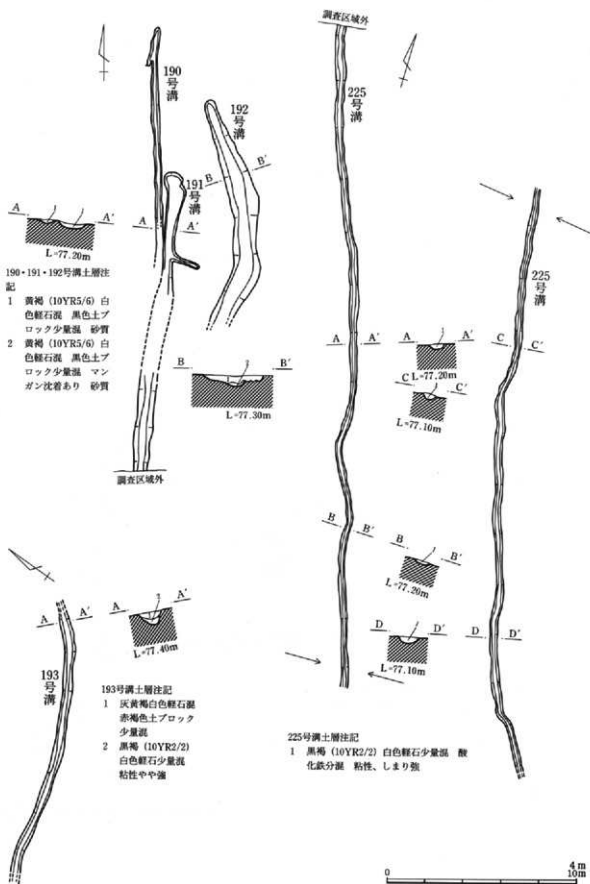 調査区域外
190号溝
192号溝
191号溝
A A'
A A'
1
L=77.20m
B B'
190・191・192号溝土層注
記
1 黄褐 (10YR5/6) 白
色軽石混 黒色土ブ
ロック少量混 砂質
2 黄褐 (10YR5/6) 白
色軽石混 黒色土ブ
ロック少量混 マン
ガン沈着あり 砂質
B B'
L=77.30m
調査区域外
225号溝
225号溝
A A'
A A'
1
L=77.20m
C C'
C C'
1
L=77.10m
B B'
B B'
1
L=77.20m
D D'
D D'
L=77.10m
193号溝
A A'
A A'
2
L=77.40m
193号溝土層注記
1 灰黄褐白色軽石混
赤褐色土ブロック
少量混
2 黒褐 (10YR2/2)
白色軽石少量混
粘性やや強
225号溝土層注記
1 黒褐 (10YR2/2) 白色軽石少量混 酸
化鉄分混 粘性、しまり強
0 4m
10m